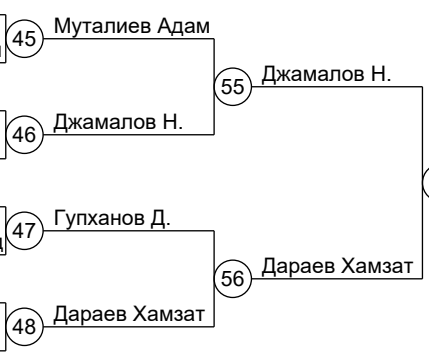 45 Муталиев Адам
55 Джамалов Н.
46 Джамалов Н.
47 Гупханов Д.
56 Дараев Хамзат
48 Дараев Хамзат